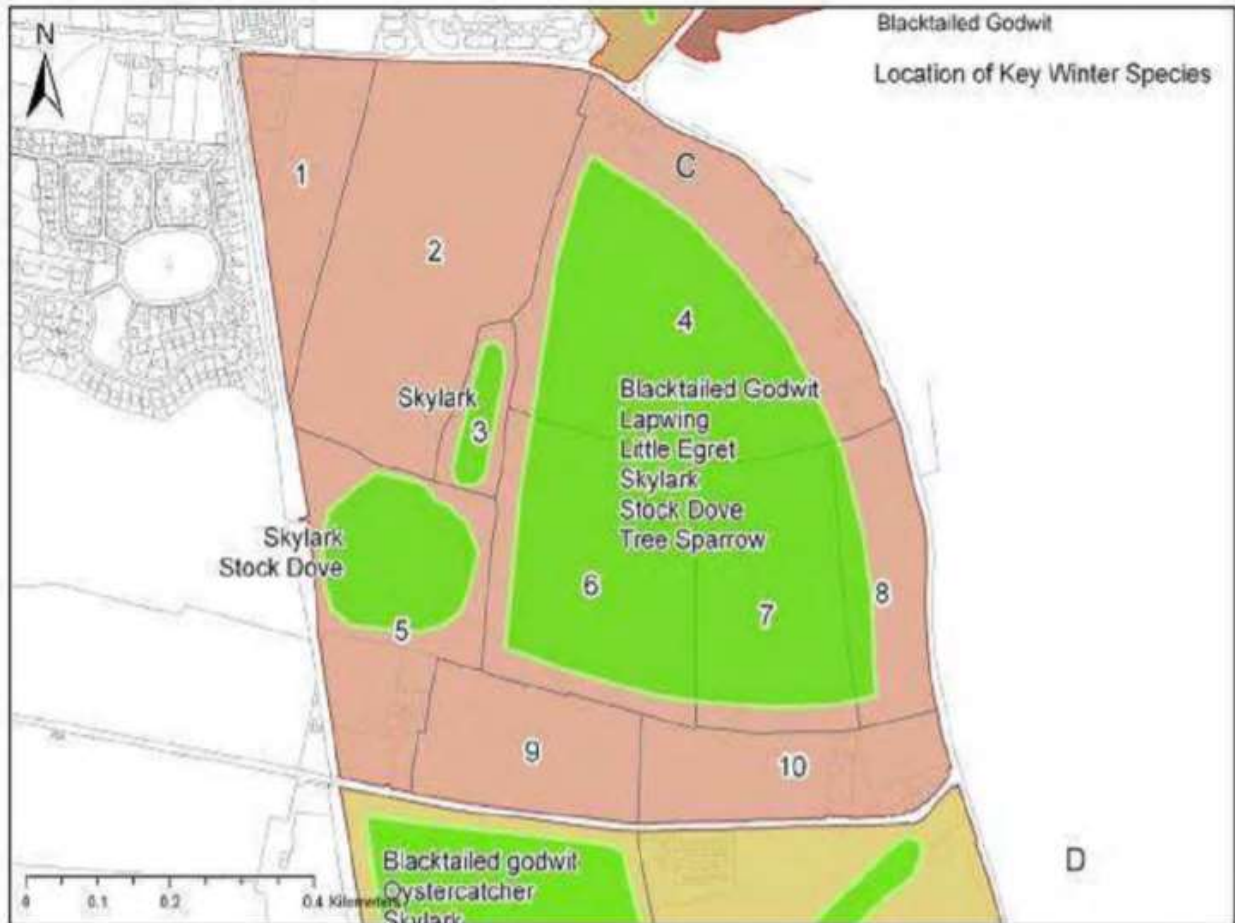 N
Blacktailed Godwit
Location of Key Winter Species
C
1
2
4
Skylark
3
Blacktailed Godwit
Lapwing
Little Egret
Skylark
Stock Dove
Tree Sparrow
Skylark
Stock Dove
5
6
7
8
9
10
D
Blacktailed godwit
Oystercatcher
Skylark
0 0.1 0.2 0.4 Kilometers